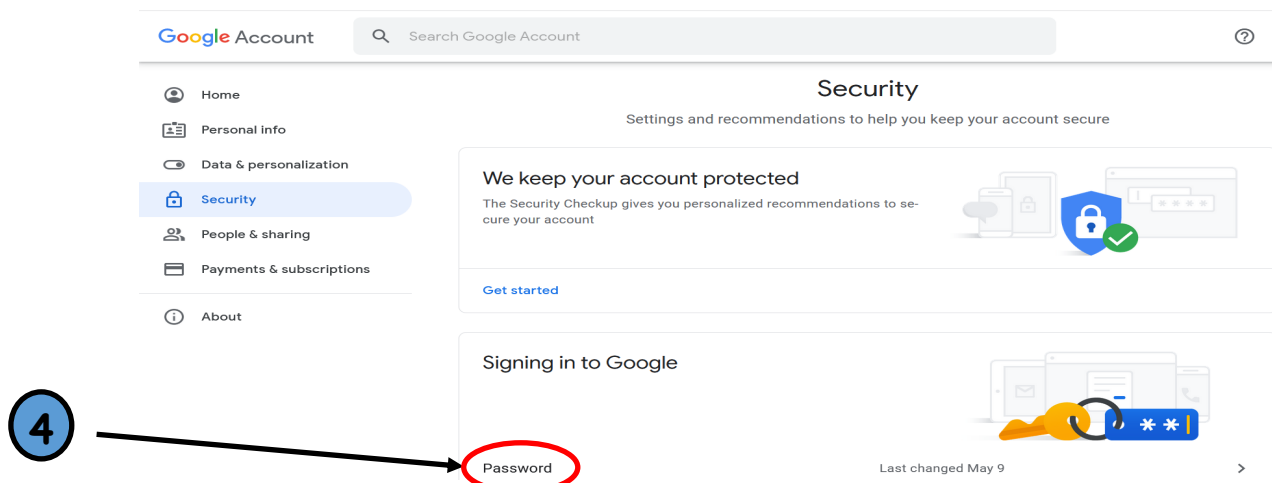 Google Account
Search Google Account
Home
Personal info
Data & personalization
Security
People & sharing
Payments & subscriptions
About
Security
Settings and recommendations to help you keep your account secure
We keep your account protected
The Security Checkup gives you personalized recommendations to se-
cure your account
* * * *
Get started
Signing in to Google
* *
4
Password
Last changed May 9